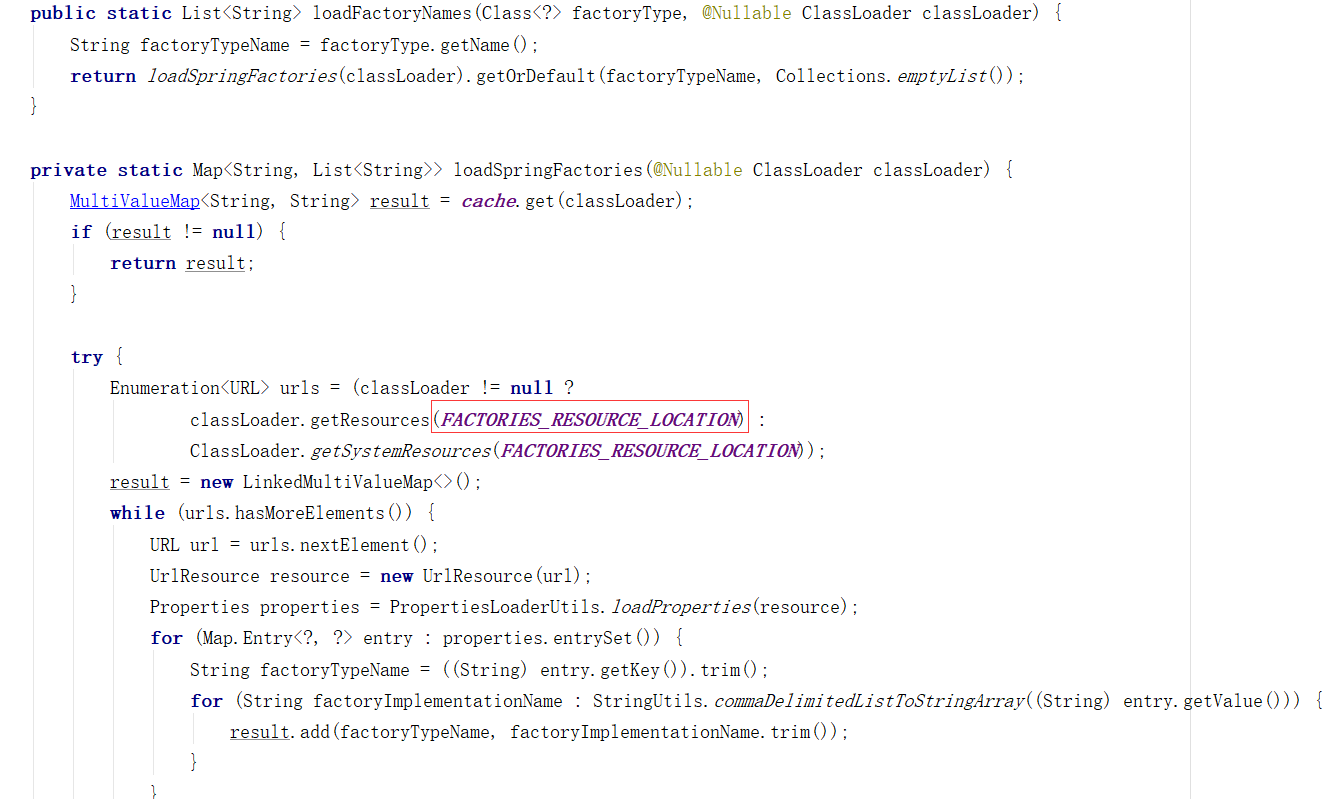 public static List<String> loadFactoryNames(Class<?> factoryType, @Nullable ClassLoader classLoader) {
String factoryTypeName = factoryType.getName();
return loadSpringFactories(classLoader).getOrDefault(factoryTypeName, Collections.emptyList());
}
private static Map<String, List<String>> loadSpringFactories(@Nullable ClassLoader classLoader) {
MultiValueMap<String, String> result = cache.get(classLoader);
if (result != null) {
return result;
}
try {
Enumeration<URL> urls = (classLoader != null ?
classLoader.getResources(FACTORIES_RESOURCE_LOCATION) :
ClassLoader.getSystemResources(FACTORIES_RESOURCE_LOCATION));
result = new LinkedMultiValueMap<>();
while (urls.hasMoreElements()) {
URL url = urls.nextElement();
UrlResource resource = new UrlResource(url);
Properties properties = PropertiesLoaderUtils.loadProperties(resource);
for (Map.Entry<?, ?> entry : properties.entrySet()) {
String factoryTypeName = ((String) entry.getKey()).trim();
for (String factoryImplementationName : StringUtils.commaDelimitedListToStringArray((String) entry.getValue())) {
result.add(factoryTypeName, factoryImplementationName.trim());
}
}